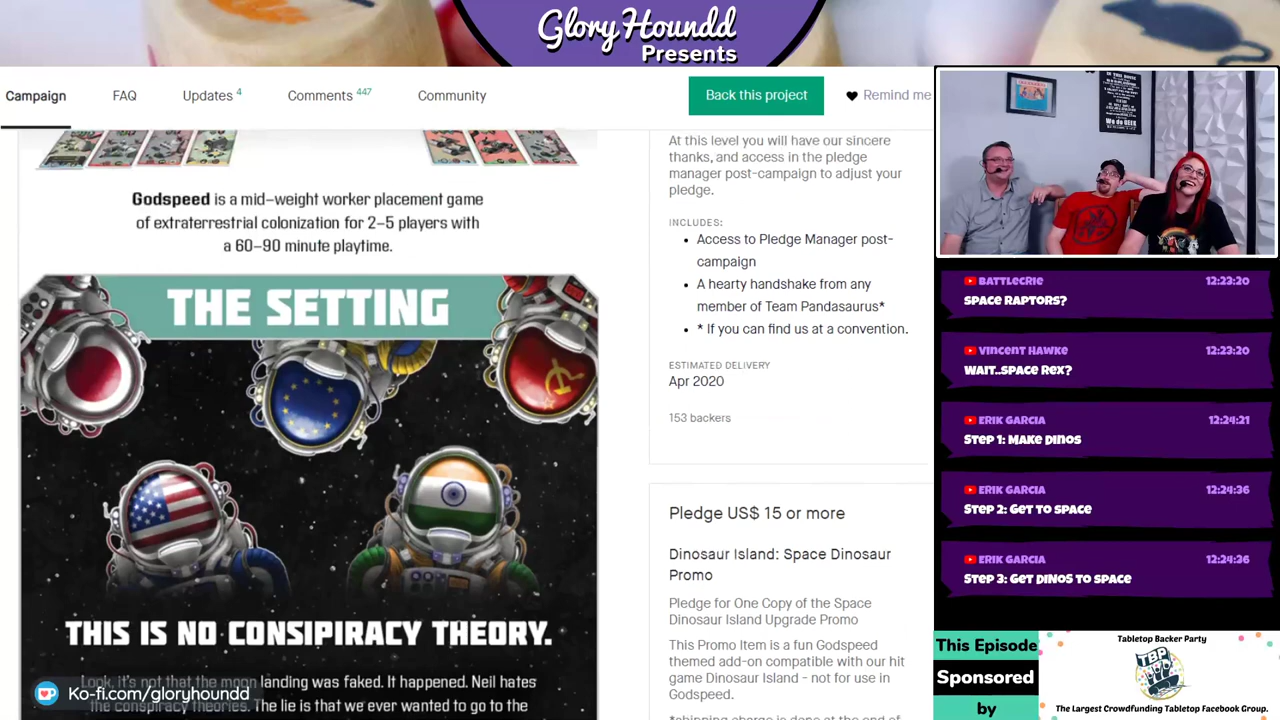 GloryHoundd
Presents
Campaign
FAQ
Updates 4
Comments 447
Community
Back this project
Remind me
Godspeed is a mid-weight worker placement game
of extraterrestrial colonization for 2-5 players with
a 60-90 minute playtime.
THE SETTING
THIS IS NO CONSPIRACY THEORY.
Look, it's not that the moon landing was faked. It happened. Neil hates
the conspiracy theories. The lie is that we ever wanted to go to the
Ko-fi.com/gloryhoundd
At this level you will have our sincere
thanks, and access in the pledge
manager post-campaign to adjust your
pledge.
INCLUDES:
• Access to Pledge Manager post-
campaign
• A hearty handshake from any
member of Team Pandasaurus*
• * If you can find us at a convention.
ESTIMATED DELIVERY
Apr 2020
153 backers
Pledge US$ 15 or more
Dinosaur Island: Space Dinosaur
Promo
Pledge for One Copy of the Space
Dinosaur Island Upgrade Promo
This Promo Item is a fun Godspeed
themed add-on compatible with our hit
game Dinosaur Island - not for use in
Godspeed.
*shipping charge is done at the end of
BattleCrie 12:23:20
Space Raptors?
Vincent Hawke 12:23:20
Wait..Space Rex?
Erik Garcia 12:24:21
Step 1: Make Dinos
Erik Garcia 12:24:36
Step 2: Get to space
Erik Garcia 12:24:36
Step 3: Get Dinos to space
This Episode
Sponsored
by
Tabletop Backer Party
TBP
The Largest Crowdfunding Tabletop Facebook Group.